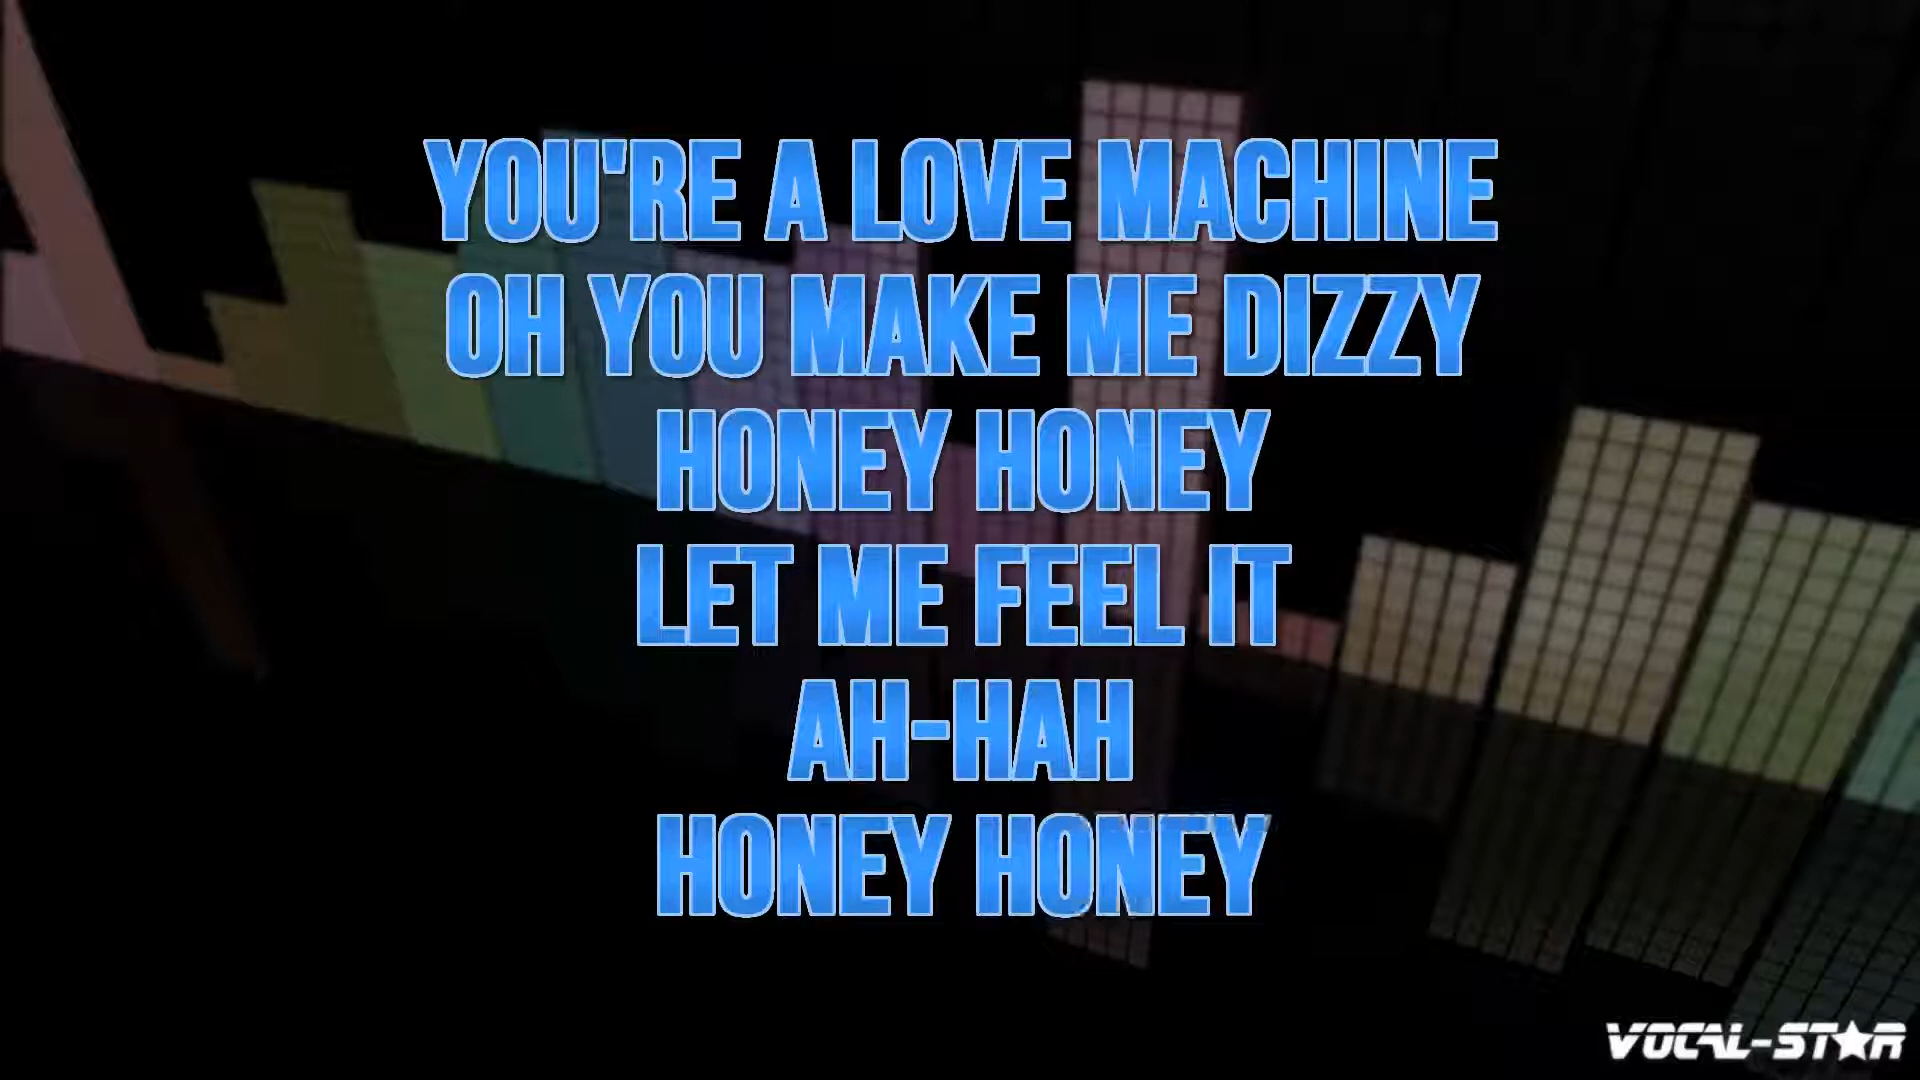 YOU'RE A LOVE MACHINE
OH YOU MAKE ME DIZZY
HONEY HONEY
LET ME FEEL IT
AH-HAH
HONEY HONEY
VOCAL-STAR